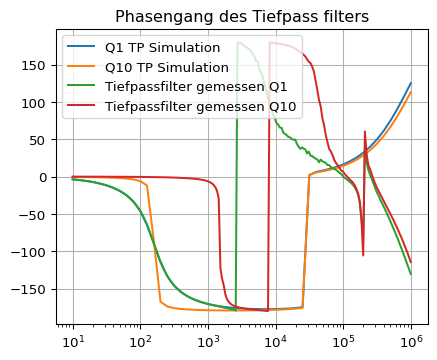 Phasengang des Tiefpass filters
Q1 TP Simulation
Q10 TP Simulation
Tiefpassfilter gemessen Q1
Tiefpassfilter gemessen Q10
150
100
50
0
−50
−100
−150
10¹ 10² 10³ 10⁴ 10⁵ 10⁶